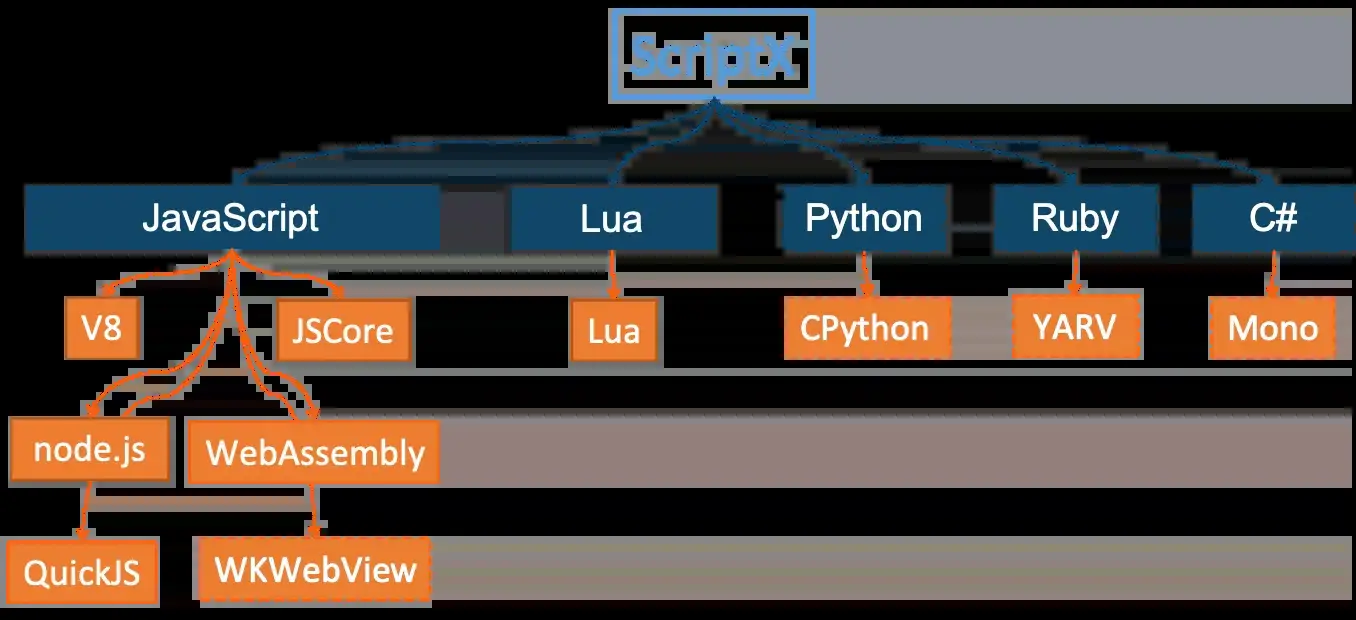 ScriptX
JavaScript
Lua
Python
Ruby
C#
V8
JSCore
Lua
CPython
YARV
Mono
node.js
WebAssembly
QuickJS
WKWebView